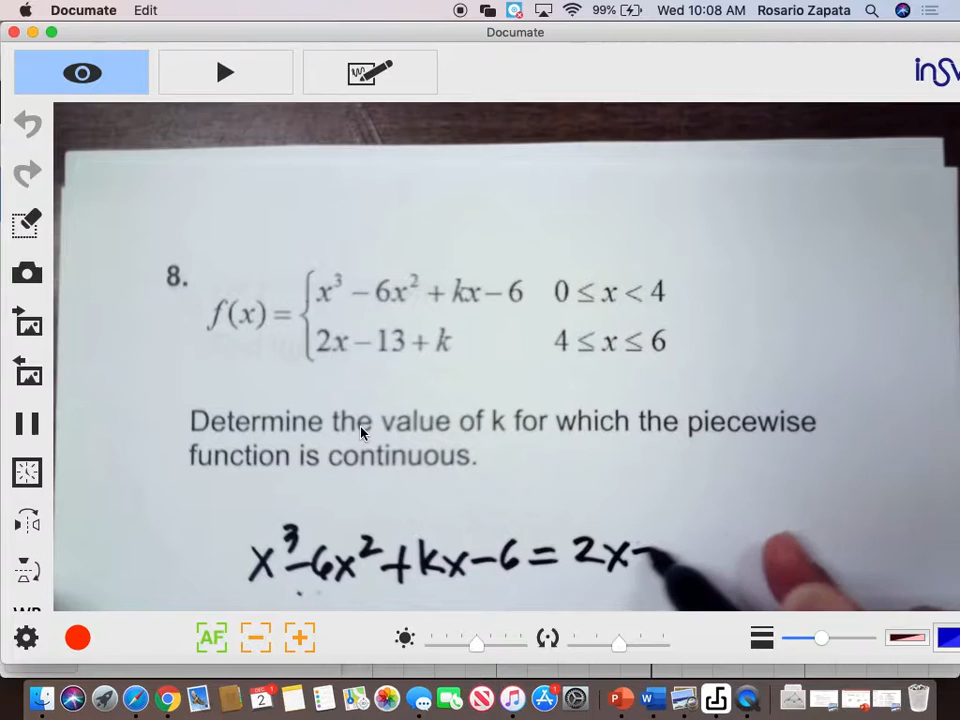 Documate Edit 99% Wed 10:08 AM Rosario Zapata
Documate
8.
f(x) = { x³ − 6x² + kx − 6 0 ≤ x < 4
2x − 13 + k 4 ≤ x ≤ 6
Determine the value of k for which the piecewise
function is continuous.
x³ − 6x² + kx − 6 = 2x −
AF